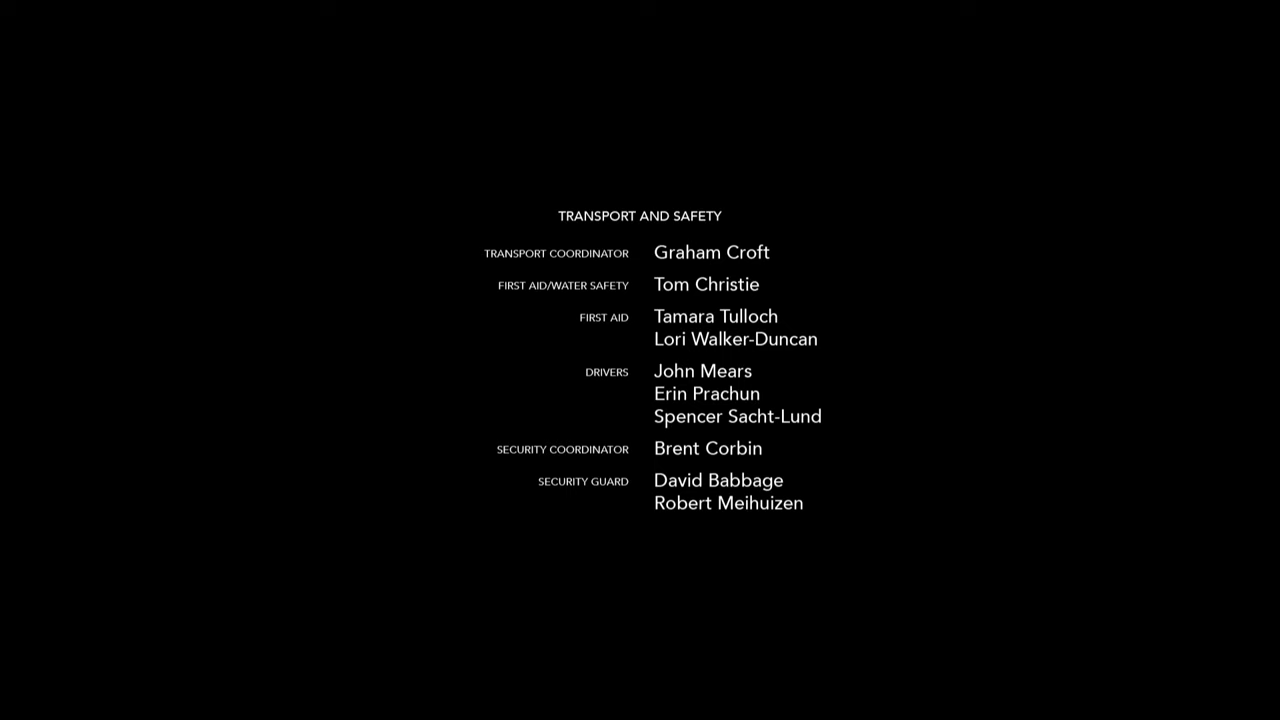 TRANSPORT AND SAFETY
TRANSPORT COORDINATOR Graham Croft
FIRST AID/WATER SAFETY Tom Christie
FIRST AID Tamara Tulloch
Lori Walker-Duncan
DRIVERS John Mears
Erin Prachun
Spencer Sacht-Lund
SECURITY COORDINATOR Brent Corbin
SECURITY GUARD David Babbage
Robert Meihuizen